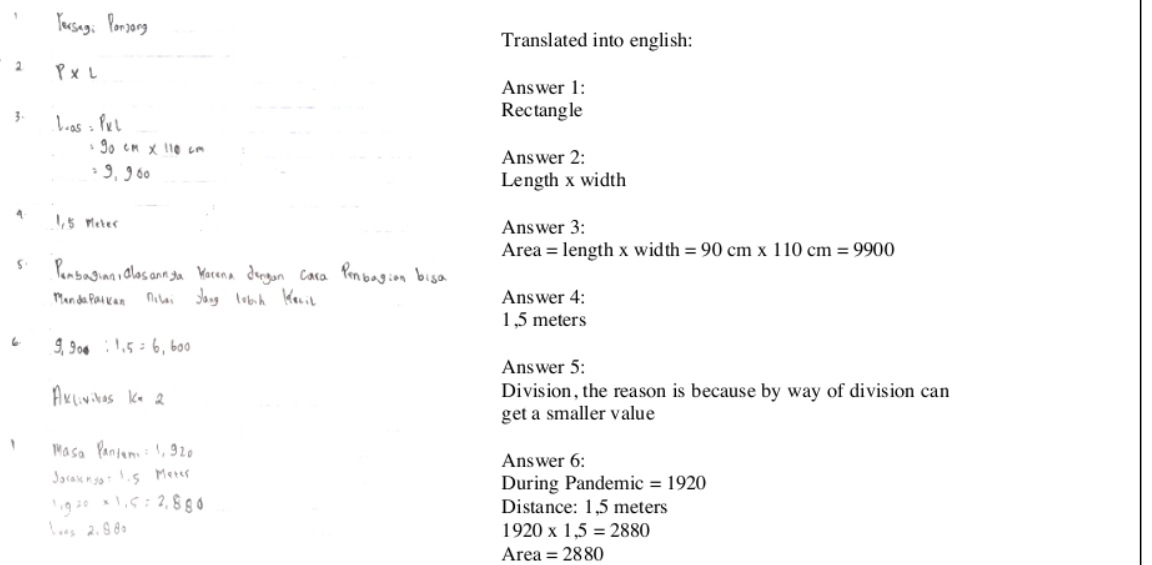 1 Persegi Panjang
2 P x L
3. Luas = PxL
= 90 cm x 110 cm
= 9,900
4. 1,5 Meter
5. Pembagian, alasannya karena dengan cara Pembagian bisa
Mendapatkan nilai yang lebih kecil
6 9,900 : 1,5 = 6,600
Aktivitas ke 2
1 Masa Pandemi = 1,920
Jaraknya = 1.5 Meter
1,920 x 1,5 = 2,880
Luas 2.880
Translated into english:
Answer 1:
Rectangle
Answer 2:
Length x width
Answer 3:
Area = length x width = 90 cm x 110 cm = 9900
Answer 4:
1,5 meters
Answer 5:
Division, the reason is because by way of division can
get a smaller value
Answer 6:
During Pandemic = 1920
Distance: 1,5 meters
1920 x 1,5 = 2880
Area = 2880